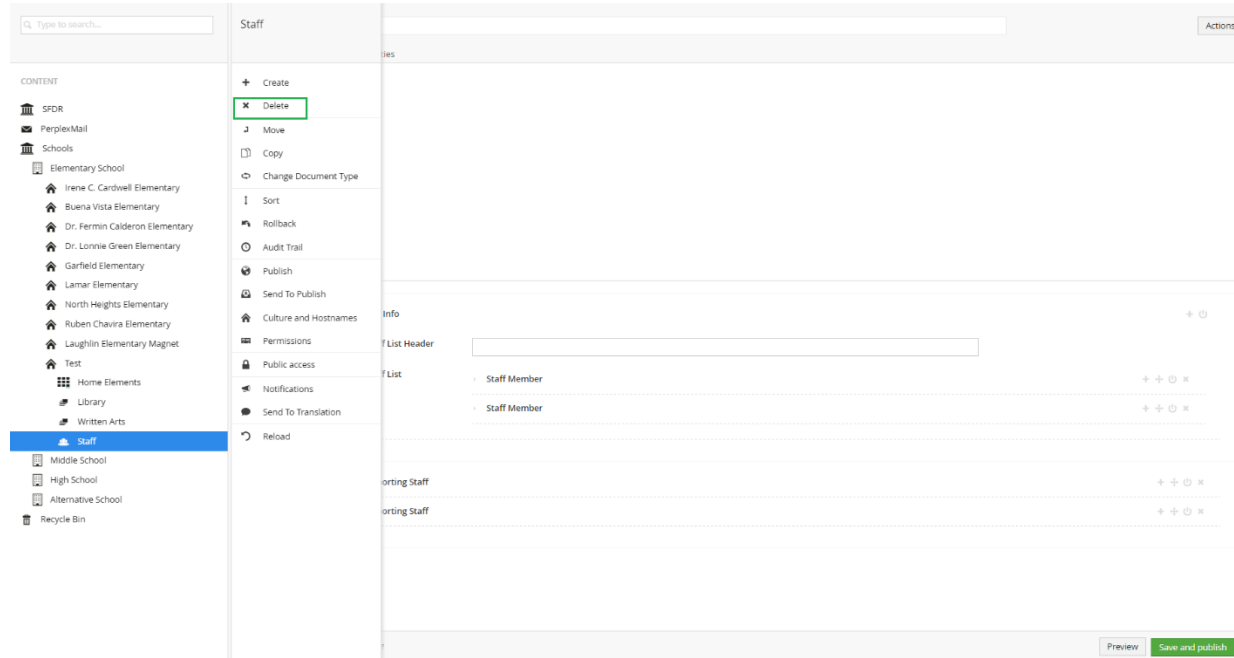 Type to search...
CONTENT
SFDR
PerplexMail
Schools
Elementary School
Irene C. Cardwell Elementary
Buena Vista Elementary
Dr. Fermin Calderon Elementary
Dr. Lonnie Green Elementary
Garfield Elementary
Lamar Elementary
North Heights Elementary
Ruben Chavira Elementary
Laughlin Elementary Magnet
Test
Home Elements
Library
Written Arts
Staff
Middle School
High School
Alternative School
Recycle Bin
Staff
Create
Delete
Move
Copy
Change Document Type
Sort
Rollback
Audit Trail
Publish
Send To Publish
Culture and Hostnames
Permissions
Public access
Notifications
Send To Translation
Reload
Actions
ties
Info
f List Header
f List
Staff Member
Staff Member
orting Staff
orting Staff
Preview
Save and publish